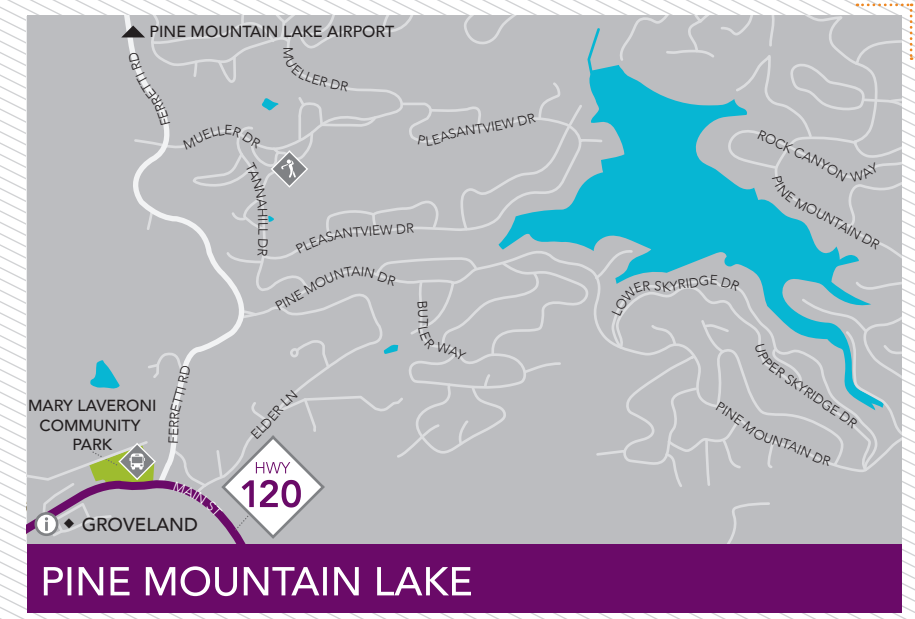 PINE MOUNTAIN LAKE AIRPORT
FERRETTI RD
MUELLER DR
MUELLER DR
PLEASANTVIEW DR
ROCK CANYON WAY
TANNAHILL DR
PINE MOUNTAIN DR
PLEASANTVIEW DR
PINE MOUNTAIN DR
LOWER SKYRIDGE DR
BUTLER WAY
UPPER SKYRIDGE DR
FERRETTI RD
ELDER LN
MARY LAVERONI
COMMUNITY
PARK
PINE MOUNTAIN DR
HWY
120
MAIN ST
i
GROVELAND
PINE MOUNTAIN LAKE